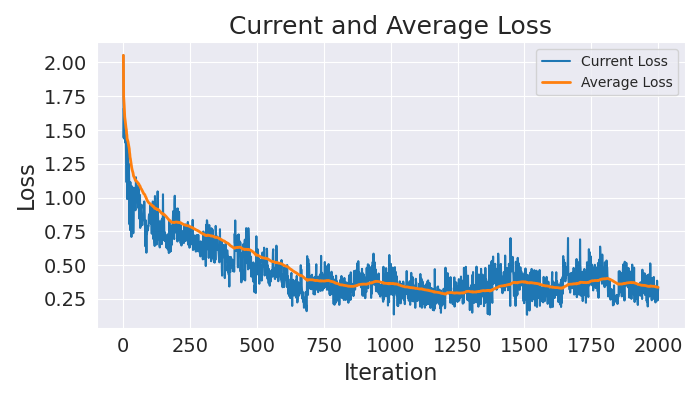 Current and Average Loss
Current Loss
Average Loss
2.00
1.75
1.50
1.25
1.00
0.75
0.50
0.25
Loss
0 250 500 750 1000 1250 1500 1750 2000
Iteration